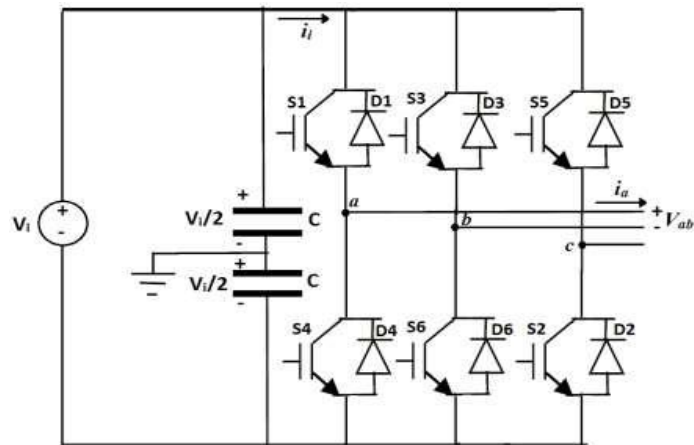 i_i
S1 D1 S3 D3 S5 D5
+
V_i/2 C
-
a
i_a
+
V_ab
-
b
c
+
V_i
-
+
V_i/2 C
-
S4 D4 S6 D6 S2 D2